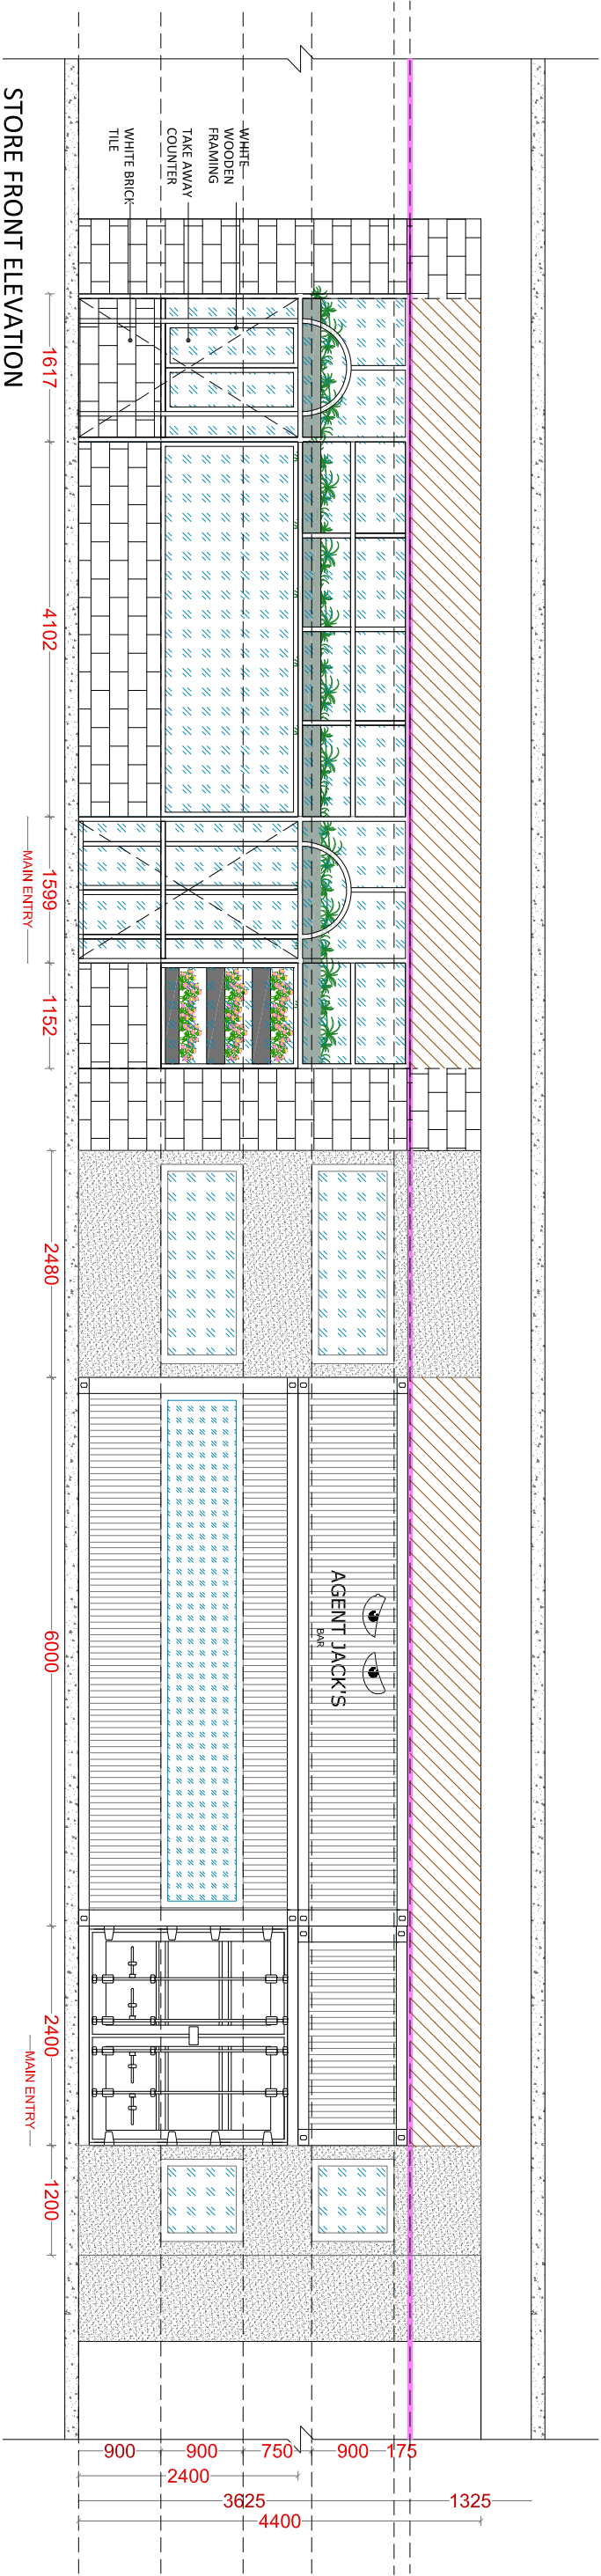 STORE FRONT ELEVATION
WHITE
WOODEN
FRAMING
TAKE AWAY
COUNTER
WHITE BRICK
TILE
AGENT JACK'S
BAR
1617
4102
1599
MAIN ENTRY
1152
2480
6000
2400
MAIN ENTRY
1200
900
900
750
900
175
2400
3625
1325
4400